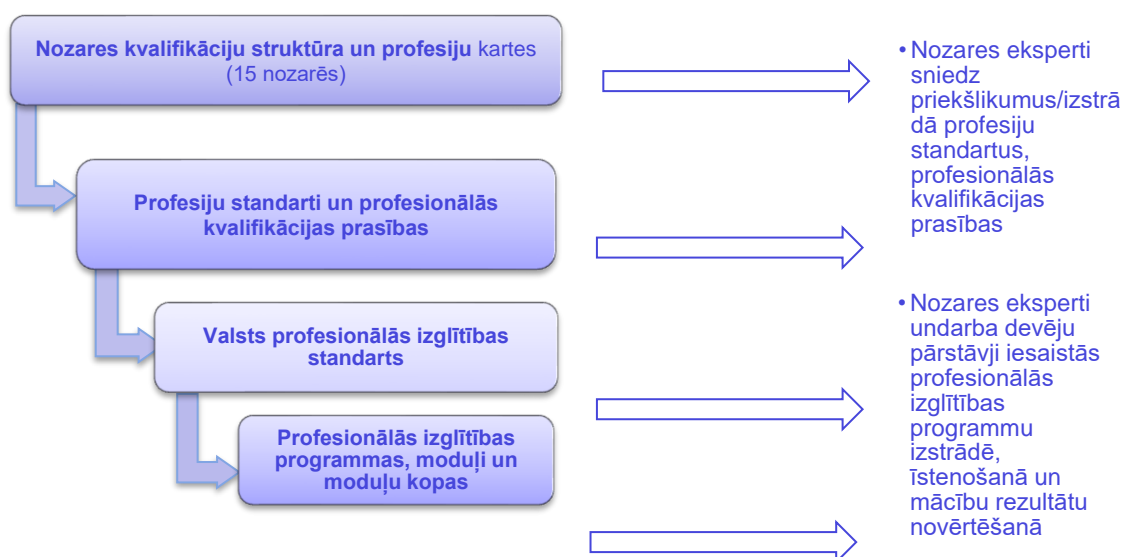 Nozares kvalifikāciju struktūra un profesiju kartes
(15 nozarēs)
Profesiju standarti un profesionālās
kvalifikācijas prasības
Valsts profesionālās izglītības
standarts
Profesionālās izglītības
programmas, moduļi un
moduļu kopas
• Nozares eksperti
sniedz
priekšlikumus/izstrā
dā profesiju
standartus,
profesionālās
kvalifikācijas
prasības
• Nozares eksperti
undarba devēju
pārstāvji iesaistās
profesionālās
izglītības
programmu
izstrādē,
īstenošanā un
mācību rezultātu
novērtēšanā